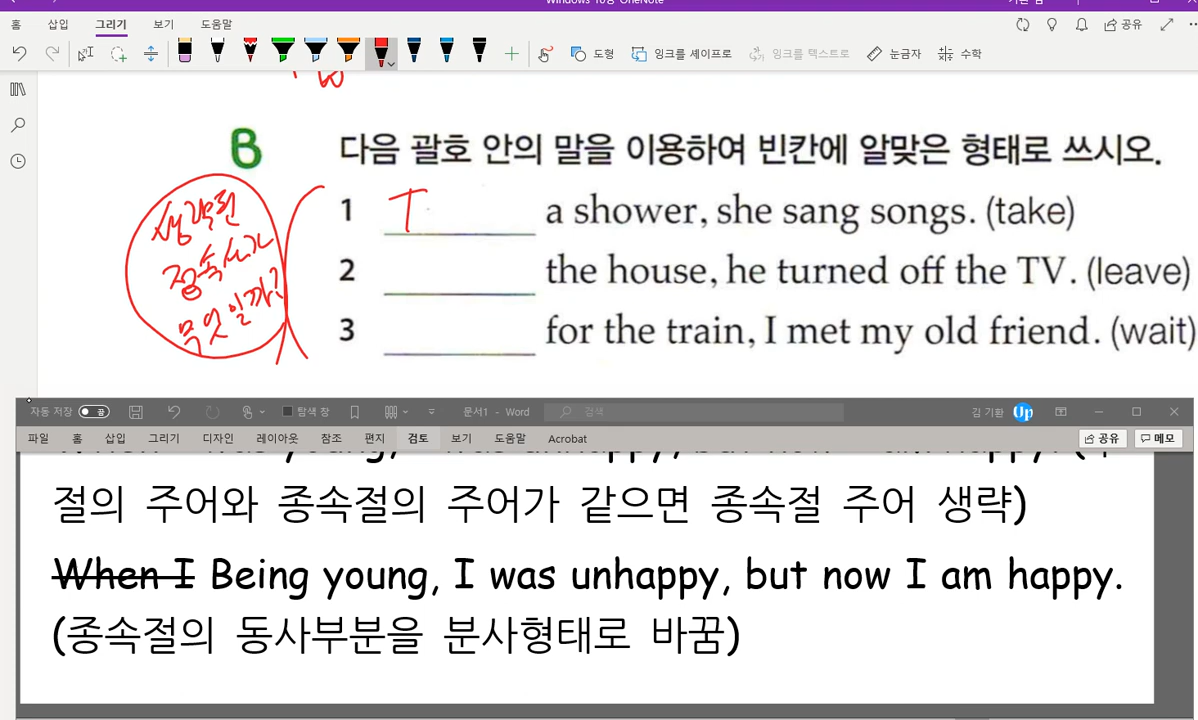 Windows 10용 OneNote
홈 삽입 그리기 보기 도움말 공유
도형 잉크를 셰이프로 잉크를 텍스트로 눈금자 수학
B 다음 괄호 안의 말을 이용하여 빈칸에 알맞은 형태로 쓰시오.
생략된
접속사가
무엇일까?
1 T a shower, she sang songs. (take)
2 the house, he turned off the TV. (leave)
3 for the train, I met my old friend. (wait)
자동 저장 끔 탐색 창 문서1 - Word 검색 김 기환 Up
파일 홈 삽입 그리기 디자인 레이아웃 참조 편지 검토 보기 도움말 Acrobat 공유 메모
절의 주어와 종속절의 주어가 같으면 종속절 주어 생략)
When I Being young, I was unhappy, but now I am happy.
(종속절의 동사부분을 분사형태로 바꿈)